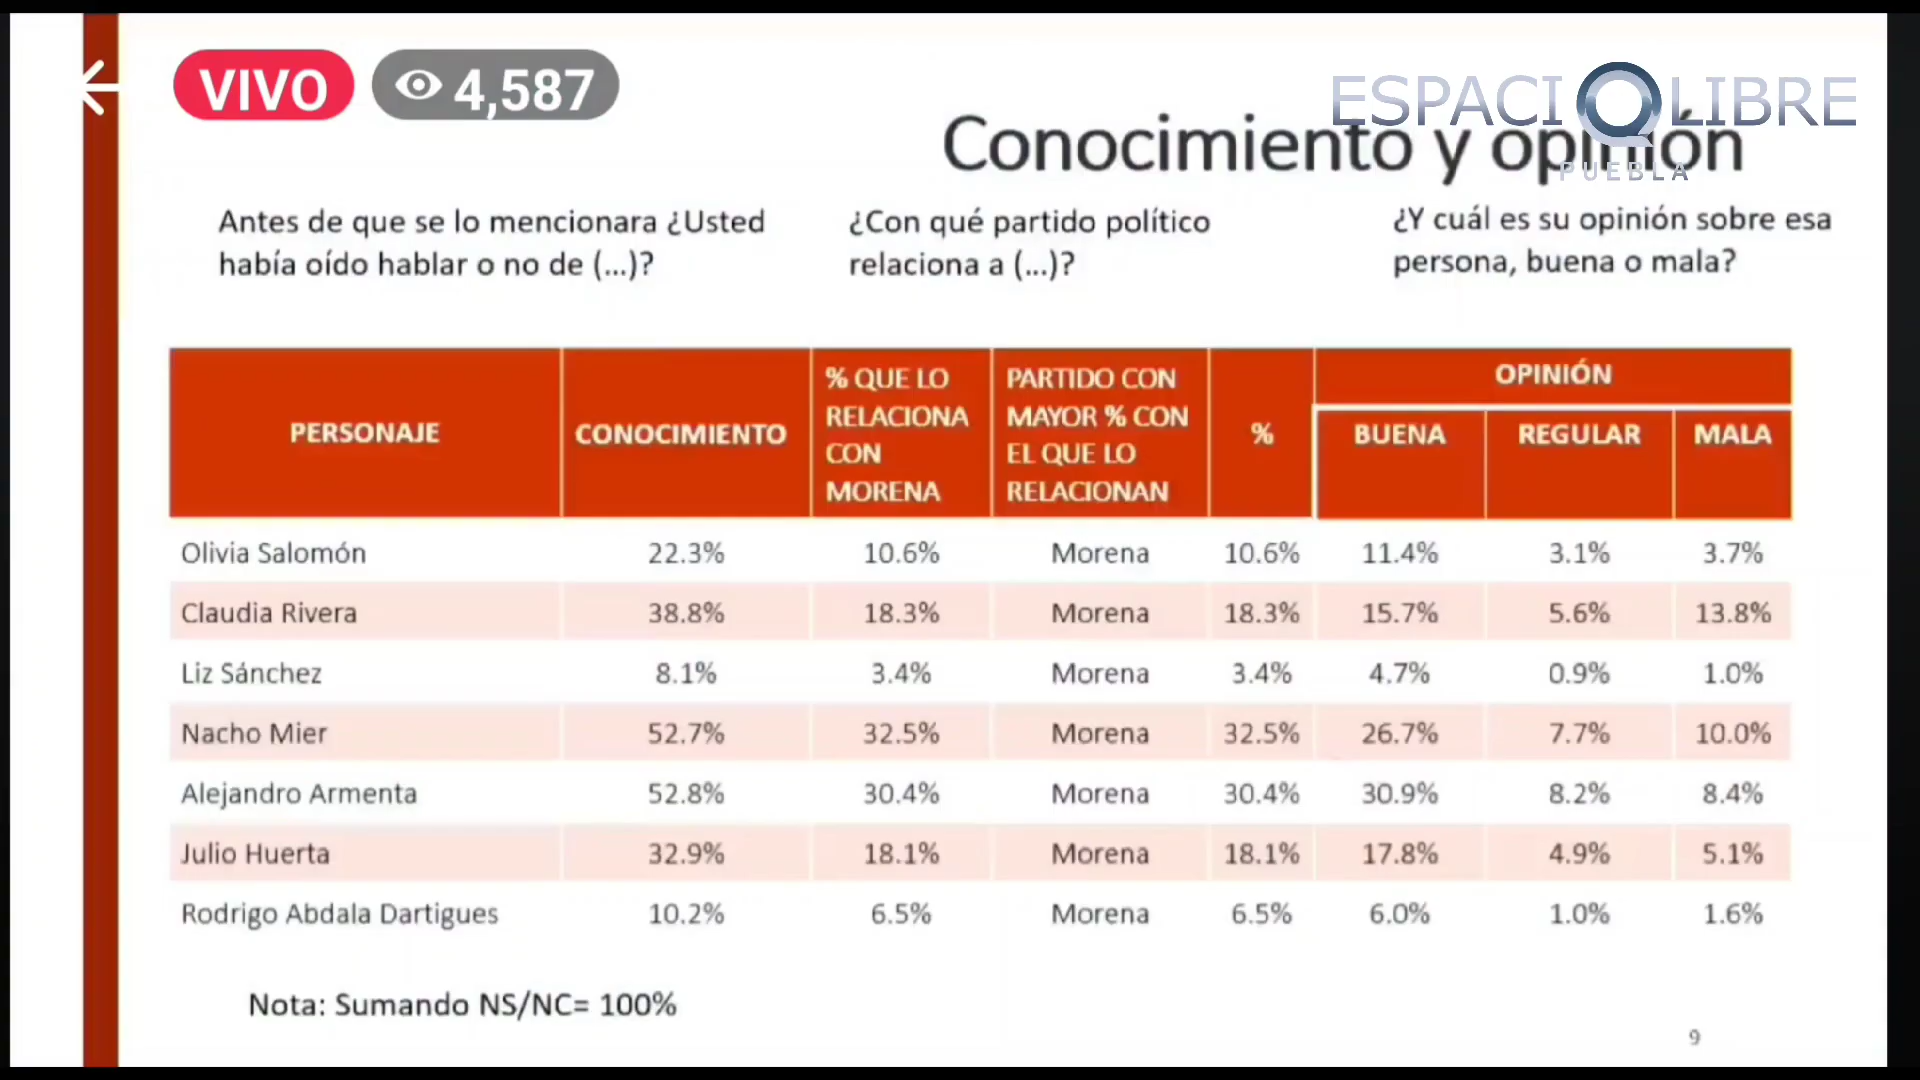 VIVO 4,587
ESPACIO LIBRE
PUEBLA
Conocimiento y opinión
Antes de que se lo mencionara ¿Usted
había oído hablar o no de (...)?
¿Con qué partido político
relaciona a (...)?
¿Y cuál es su opinión sobre esa
persona, buena o mala?
PERSONAJE
CONOCIMIENTO
% QUE LO
RELACIONA
CON
MORENA
PARTIDO CON
MAYOR % CON
EL QUE LO
RELACIONAN
%
OPINIÓN
BUENA REGULAR MALA
Olivia Salomón 22.3% 10.6% Morena 10.6% 11.4% 3.1% 3.7%
Claudia Rivera 38.8% 18.3% Morena 18.3% 15.7% 5.6% 13.8%
Liz Sánchez 8.1% 3.4% Morena 3.4% 4.7% 0.9% 1.0%
Nacho Mier 52.7% 32.5% Morena 32.5% 26.7% 7.7% 10.0%
Alejandro Armenta 52.8% 30.4% Morena 30.4% 30.9% 8.2% 8.4%
Julio Huerta 32.9% 18.1% Morena 18.1% 17.8% 4.9% 5.1%
Rodrigo Abdala Dartigues 10.2% 6.5% Morena 6.5% 6.0% 1.0% 1.6%
Nota: Sumando NS/NC= 100%
9